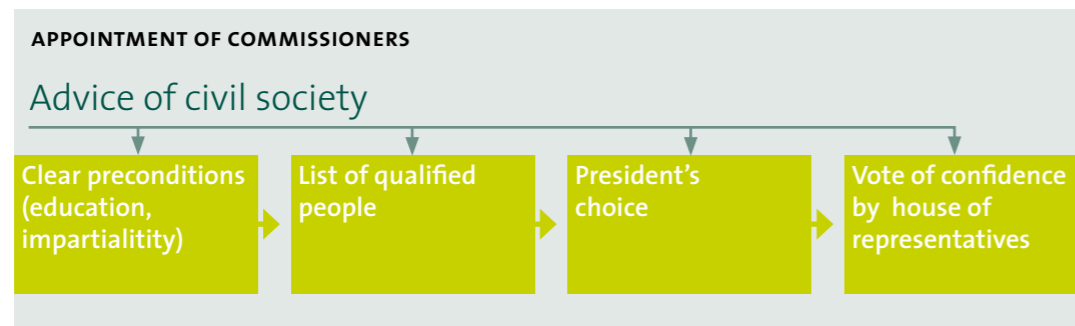 APPOINTMENT OF COMMISSIONERS
Advice of civil society
Clear preconditions
(education,
impartialitity)
List of qualified
people
President's
choice
Vote of confidence
by house of
representatives